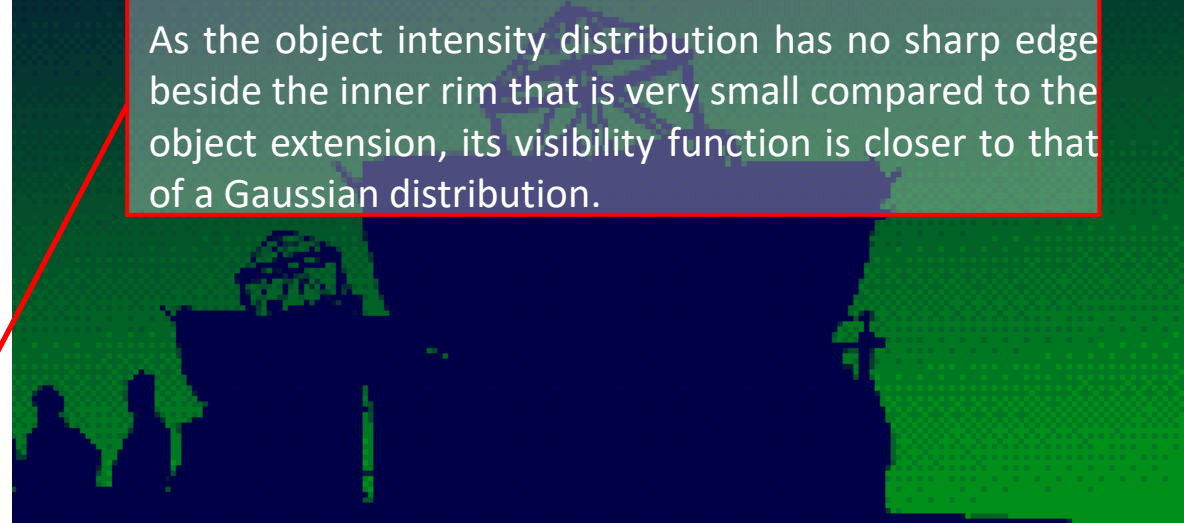 As the object intensity distribution has no sharp edge
beside the inner rim that is very small compared to the
object extension, its visibility function is closer to that
of a Gaussian distribution.